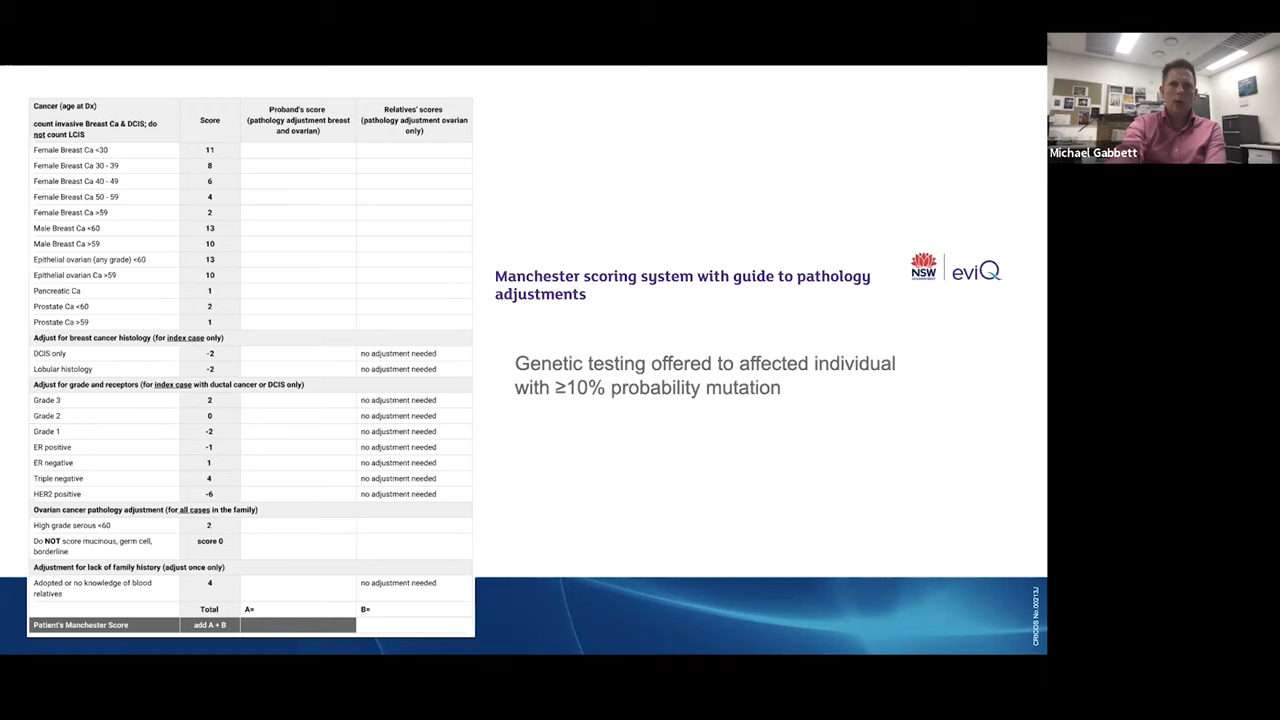 Cancer (age at Dx)
count invasive Breast Ca & DCIS; do
not count LCIS
Score
Proband's score
(pathology adjustment breast
and ovarian)
Relatives' scores
(pathology adjustment ovarian
only)
Female Breast Ca <30 11
Female Breast Ca 30 - 39 8
Female Breast Ca 40 - 49 6
Female Breast Ca 50 - 59 4
Female Breast Ca >59 2
Male Breast Ca <60 13
Male Breast Ca >59 10
Epithelial ovarian (any grade) <60 13
Epithelial ovarian Ca >59 10
Pancreatic Ca 1
Prostate Ca <60 2
Prostate Ca >59 1
Adjust for breast cancer histology (for index case only)
DCIS only -2 no adjustment needed
Lobular histology -2 no adjustment needed
Adjust for grade and receptors (for index case with ductal cancer or DCIS only)
Grade 3 2 no adjustment needed
Grade 2 0 no adjustment needed
Grade 1 -2 no adjustment needed
ER positive -1 no adjustment needed
ER negative 1 no adjustment needed
Triple negative 4 no adjustment needed
HER2 positive -6 no adjustment needed
Ovarian cancer pathology adjustment (for all cases in the family)
High grade serous <60 2
Do NOT score mucinous, germ cell, score 0
borderline
Adjustment for lack of family history (adjust once only)
Adopted or no knowledge of blood 4 no adjustment needed
relatives
Total A= B=
Patient's Manchester Score add A + B
Manchester scoring system with guide to pathology
adjustments
NSW
GOVERNMENT
eviQ
Genetic testing offered to affected individual
with ≥10% probability mutation
CRICOS No.00213J
Michael Gabbett